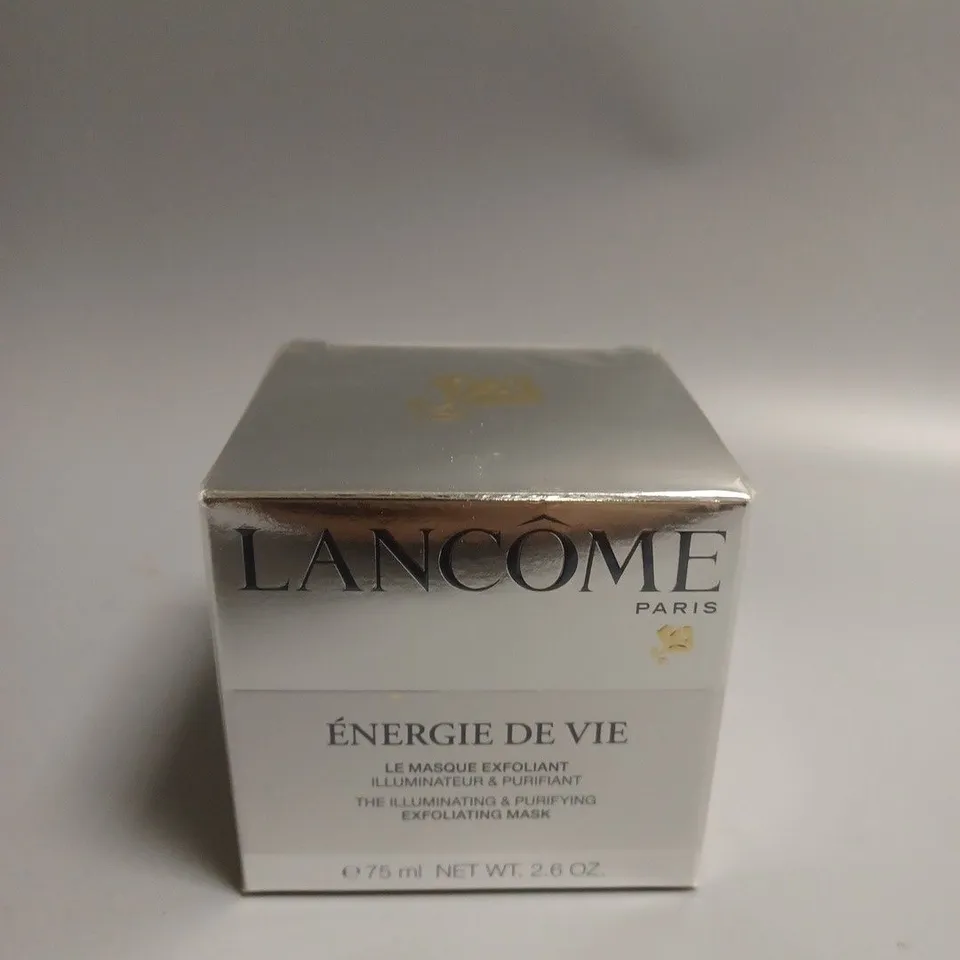 LANCÔME
PARIS
ÉNERGIE DE VIE
LE MASQUE EXFOLIANT
ILLUMINATEUR & PURIFIANT
THE ILLUMINATING & PURIFYING
EXFOLIATING MASK
℮ 75 ml NET WT. 2.6 OZ.